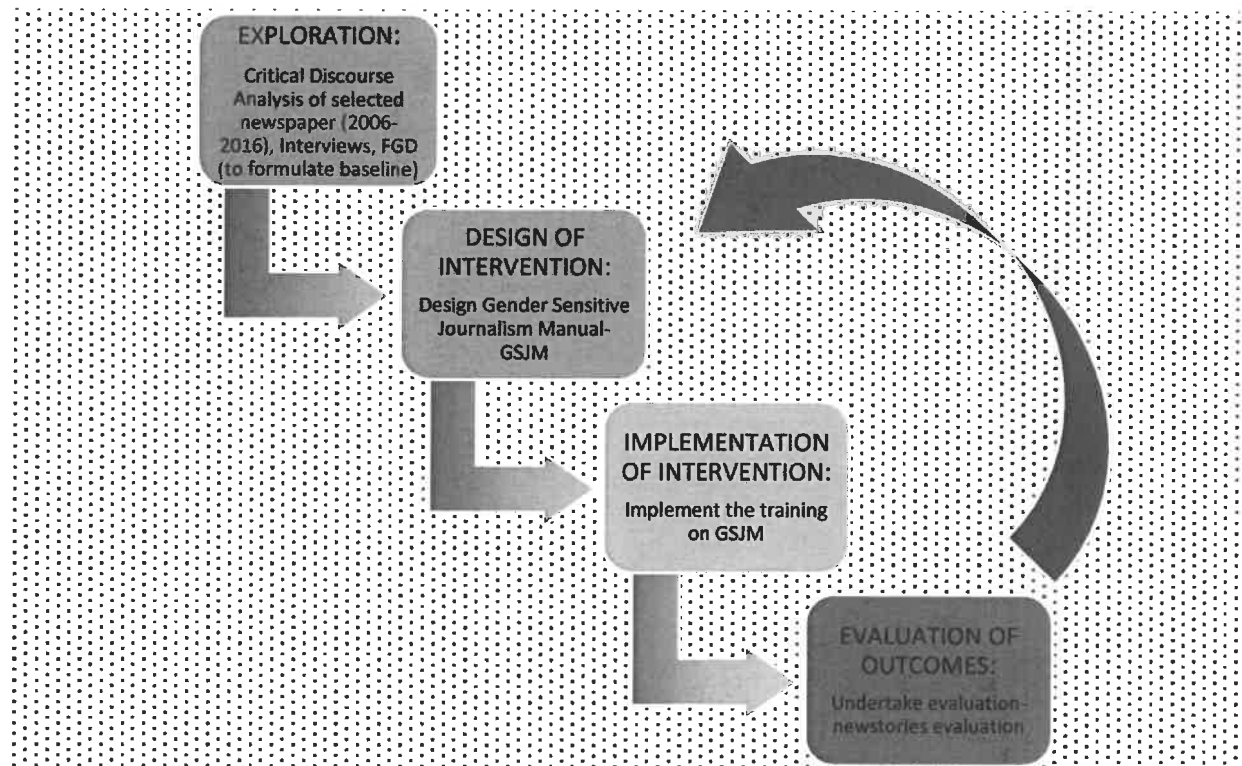 EXPLORATION:
Critical Discourse
Analysis of selected
newspaper (2006-
2016), Interviews, FGD
(to formulate baseline)
DESIGN OF
INTERVENTION:
Design Gender Sensitive
Journalism Manual-
GSJM
IMPLEMENTATION
OF INTERVENTION:
Implement the training
on GSJM
EVALUATION OF
OUTCOMES:
Undertake evaluation-
newstories evaluation